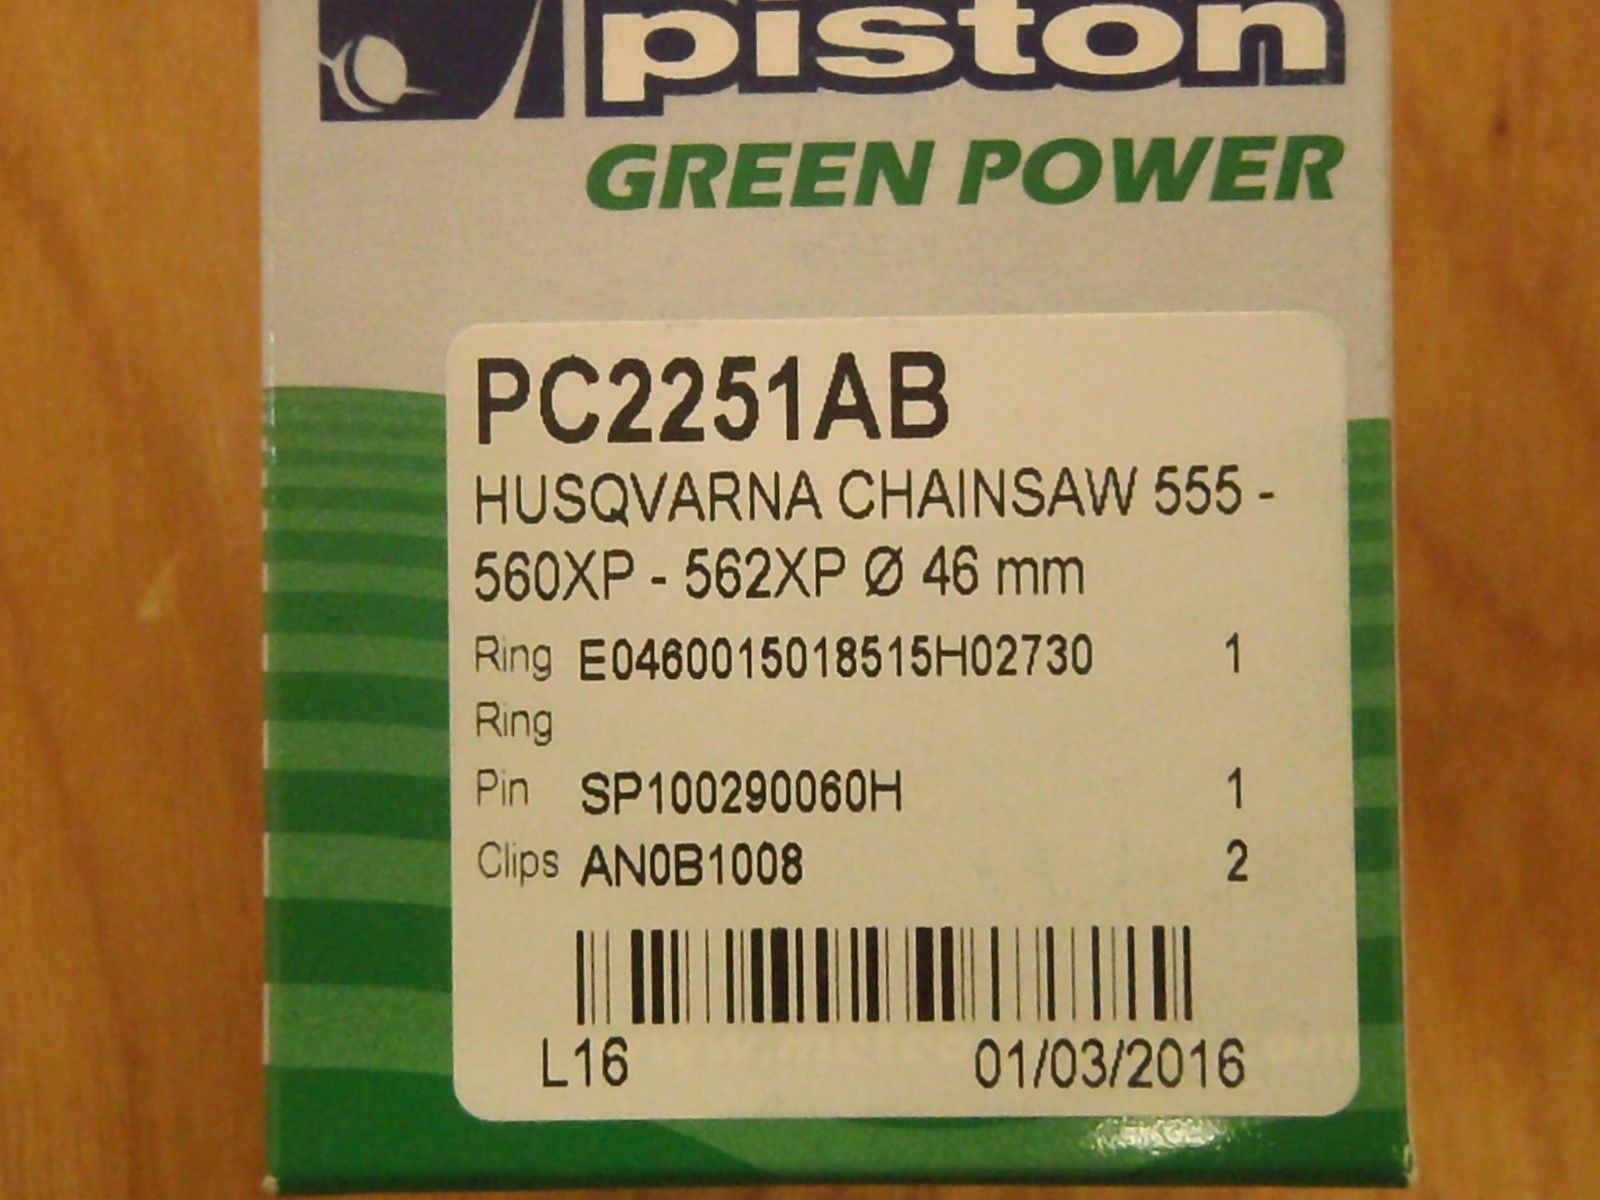 piston
GREEN POWER
PC2251AB
HUSQVARNA CHAINSAW 555 -
560XP - 562XP Ø 46 mm
Ring E0460015018515H02730 1
Ring
Pin SP100290060H 1
Clips AN0B1008 2
L16 01/03/2016